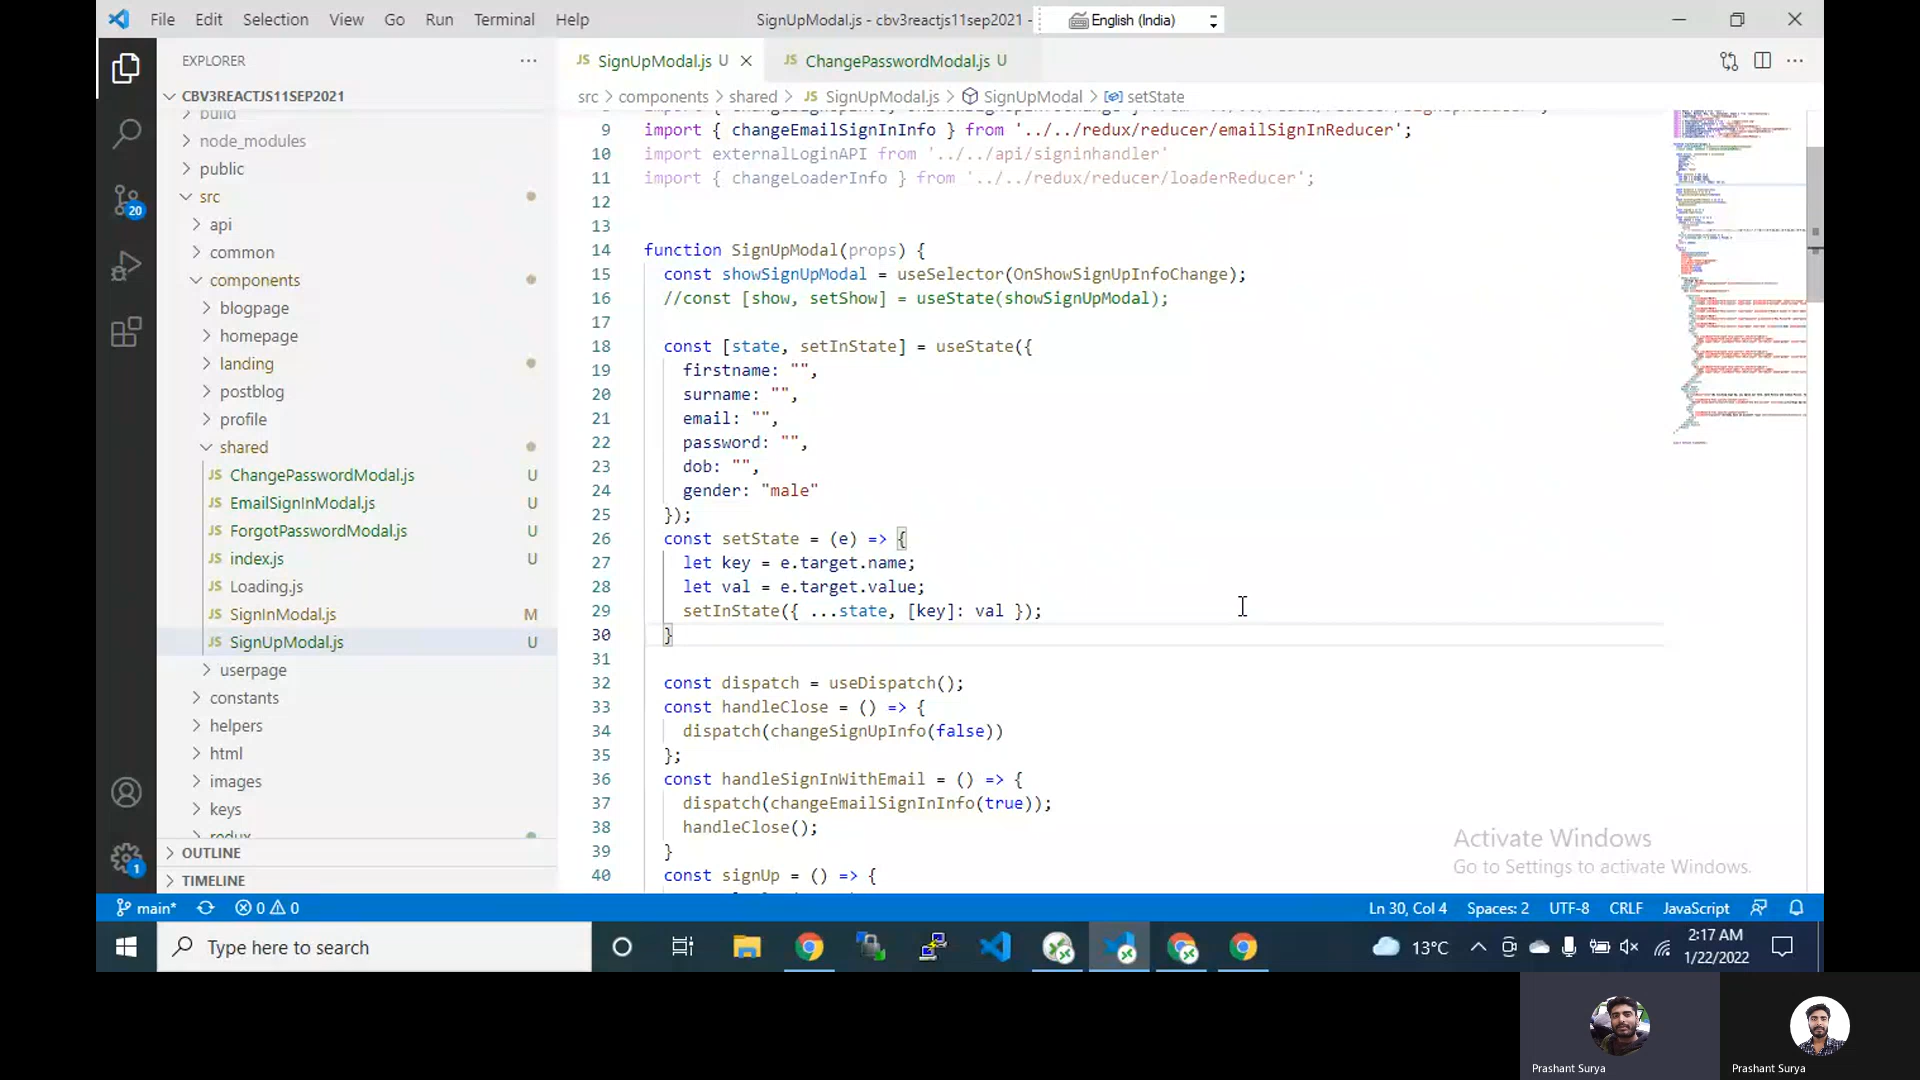 File Edit Selection View Go Run Terminal Help
SignUpModal.js - cbv3reactjs11sep2021 -
English (India)
EXPLORER
SignUpModal.js U
ChangePasswordModal.js U
CBV3REACTJS11SEP2021
src > components > shared > JS SignUpModal.js > SignUpModal > setState
build
node_modules
public
src
api
common
components
blogpage
homepage
landing
postblog
profile
shared
JS ChangePasswordModal.js U
JS EmailSignInModal.js U
JS ForgotPasswordModal.js U
JS index.js U
JS Loading.js
JS SignInModal.js M
JS SignUpModal.js U
userpage
constants
helpers
html
images
keys
redux
OUTLINE
TIMELINE
20
1
9 import { changeEmailSignInInfo } from '../../redux/reducer/emailSignInReducer';
10 import externalLoginAPI from '../../api/signinhandler'
11 import { changeLoaderInfo } from '../../redux/reducer/loaderReducer';
12
13
14 function SignUpModal(props) {
15 const showSignUpModal = useSelector(OnShowSignUpInfoChange);
16 //const [show, setShow] = useState(showSignUpModal);
17
18 const [state, setInState] = useState({
19 firstname: "",
20 surname: "",
21 email: "",
22 password: "",
23 dob: "",
24 gender: "male"
25 });
26 const setState = (e) => {
27 let key = e.target.name;
28 let val = e.target.value;
29 setInState({ ...state, [key]: val });
30 }
31
32 const dispatch = useDispatch();
33 const handleClose = () => {
34 dispatch(changeSignUpInfo(false))
35 };
36 const handleSignInWithEmail = () => {
37 dispatch(changeEmailSignInInfo(true));
38 handleClose();
39 }
40 const signUp = () => {
Activate Windows
Go to Settings to activate Windows.
main* 0 0
Ln 30, Col 4 Spaces: 2 UTF-8 CRLF JavaScript
Type here to search
13°C
2:17 AM
1/22/2022
Prashant Surya
Prashant Surya